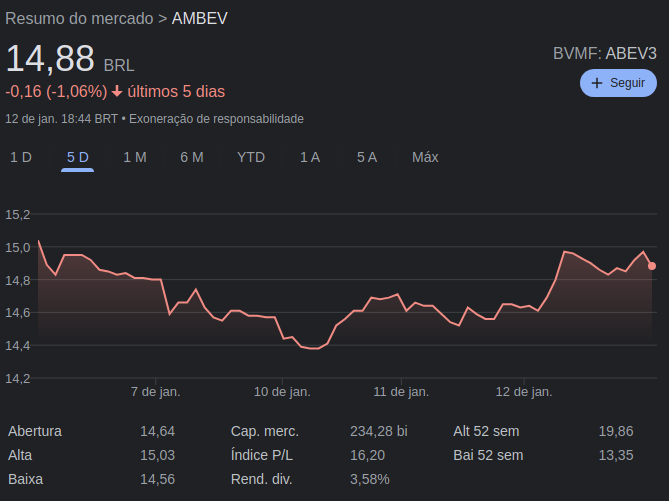 Resumo do mercado > AMBEV
14,88 BRL
BVMF: ABEV3
-0,16 (-1,06%) ↓ últimos 5 dias
+ Seguir
12 de jan. 18:44 BRT • Exoneração de responsabilidade
1 D 5 D 1 M 6 M YTD 1 A 5 A Máx
15,2
15,0
14,8
14,6
14,4
14,2
7 de jan. 10 de jan. 11 de jan. 12 de jan.
Abertura 14,64 Cap. merc. 234,28 bi Alt 52 sem 19,86
Alta 15,03 Índice P/L 16,20 Bai 52 sem 13,35
Baixa 14,56 Rend. div. 3,58%